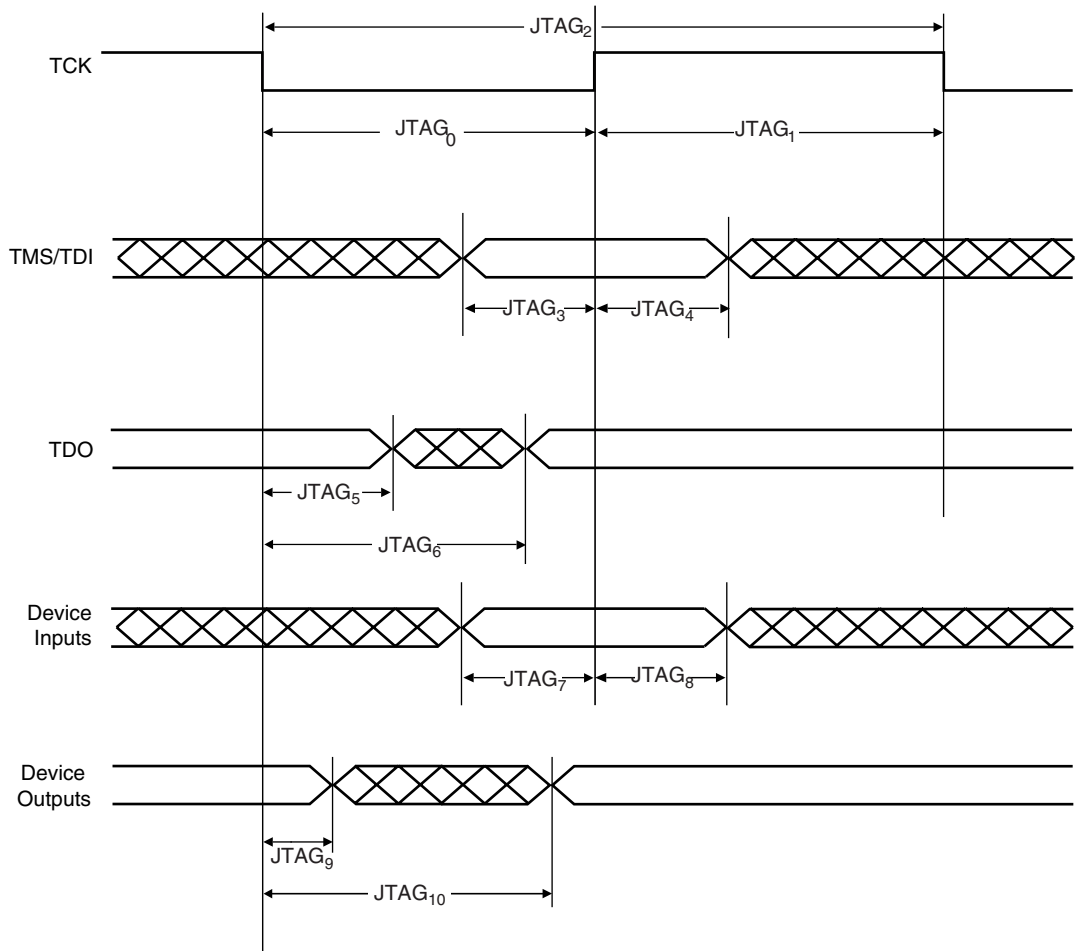 JTAG₂
TCK
JTAG₀
JTAG₁
TMS/TDI
JTAG₃
JTAG₄
TDO
JTAG₅
JTAG₆
Device
Inputs
JTAG₇
JTAG₈
Device
Outputs
JTAG₉
JTAG₁₀